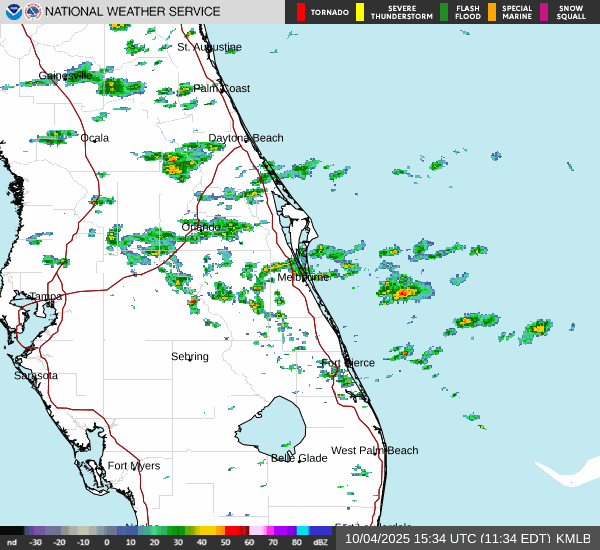 NATIONAL WEATHER SERVICE
TORNADO
SEVERE THUNDERSTORM
FLASH FLOOD
SPECIAL MARINE
SNOW SQUALL
St. Augustine
Gainesville
Palm Coast
Ocala
Daytona Beach
Orlando
Melbourne
Tampa
Sebring
Fort Pierce
Sarasota
West Palm Beach
Belle Glade
Fort Myers
nd -30 -20 -10 0 10 20 30 40 50 60 70 80 dBZ
10/04/2025 15:34 UTC (11:34 EDT) KMLB